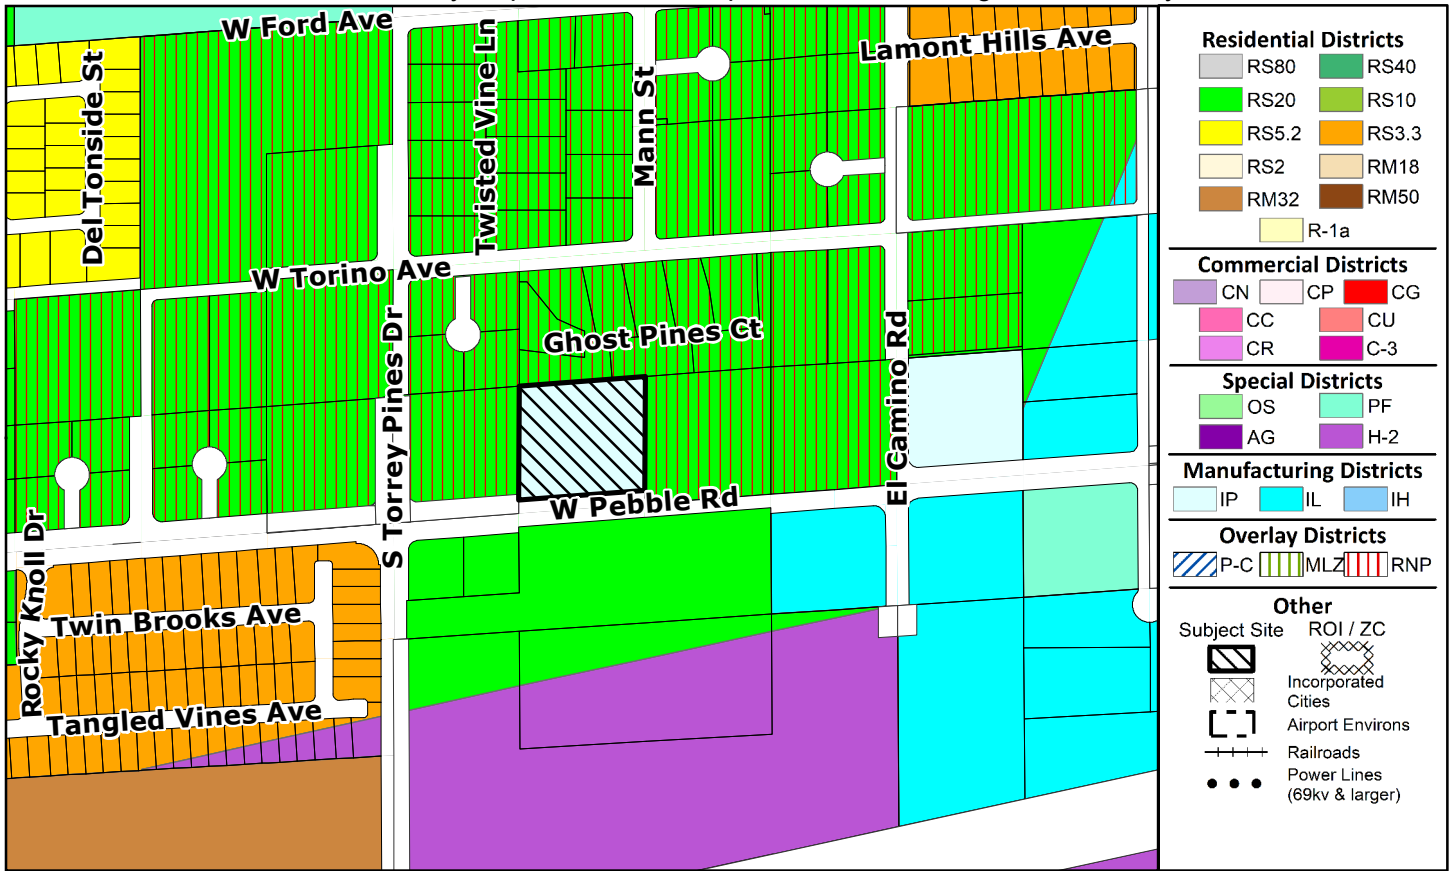 W Ford Ave
Lamont Hills Ave
Del Tonside St
Twisted Vine Ln
Mann St
W Torino Ave
Ghost Pines Ct
S Torrey Pines Dr
El Camino Rd
W Pebble Rd
Rocky Knoll Dr
Twin Brooks Ave
Tangled Vines Ave
Residential Districts
RS80 RS40
RS20 RS10
RS5.2 RS3.3
RS2 RM18
RM32 RM50
R-1a
Commercial Districts
CN CP CG
CC CU
CR C-3
Special Districts
OS PF
AG H-2
Manufacturing Districts
IP IL IH
Overlay Districts
P-C MLZ RNP
Other
Subject Site ROI / ZC
Incorporated
Cities
Airport Environs
Railroads
Power Lines
(69kv & larger)